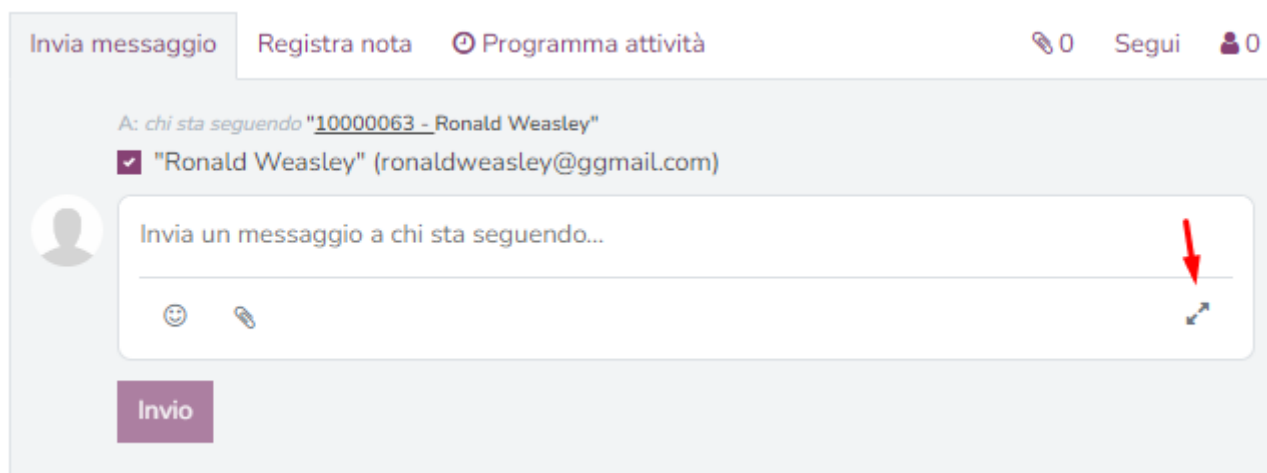 Invia messaggio Registra nota Programma attività 0 Segui 0
A: chi sta seguendo "10000063 - Ronald Weasley"
"Ronald Weasley" (ronaldweasley@ggmail.com)
Invia un messaggio a chi sta seguendo...
Invio